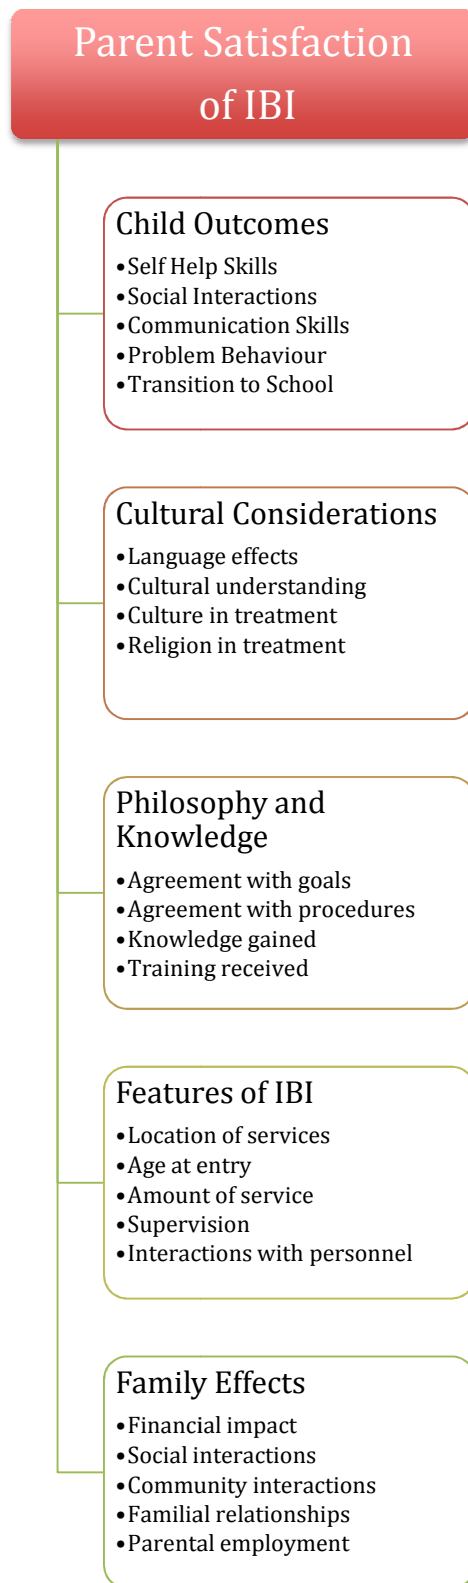 Parent Satisfaction
of IBI
Child Outcomes
•Self Help Skills
•Social Interactions
•Communication Skills
•Problem Behaviour
•Transition to School
Cultural Considerations
•Language effects
•Cultural understanding
•Culture in treatment
•Religion in treatment
Philosophy and
Knowledge
•Agreement with goals
•Agreement with procedures
•Knowledge gained
•Training received
Features of IBI
•Location of services
•Age at entry
•Amount of service
•Supervision
•Interactions with personnel
Family Effects
•Financial impact
•Social interactions
•Community interactions
•Familial relationships
•Parental employment